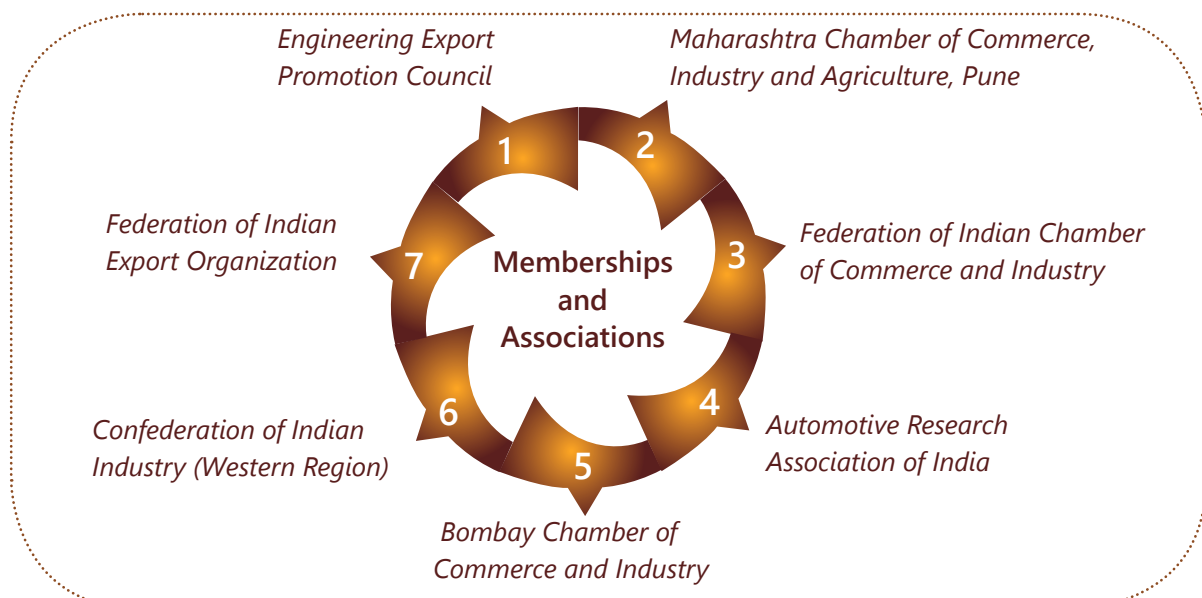 Engineering Export
Promotion Council
Maharashtra Chamber of Commerce,
Industry and Agriculture, Pune
1
2
Federation of Indian
Export Organization
7
Memberships
and
Associations
3
Federation of Indian Chamber
of Commerce and Industry
Confederation of Indian
Industry (Western Region)
6
5
4
Automotive Research
Association of India
Bombay Chamber of
Commerce and Industry